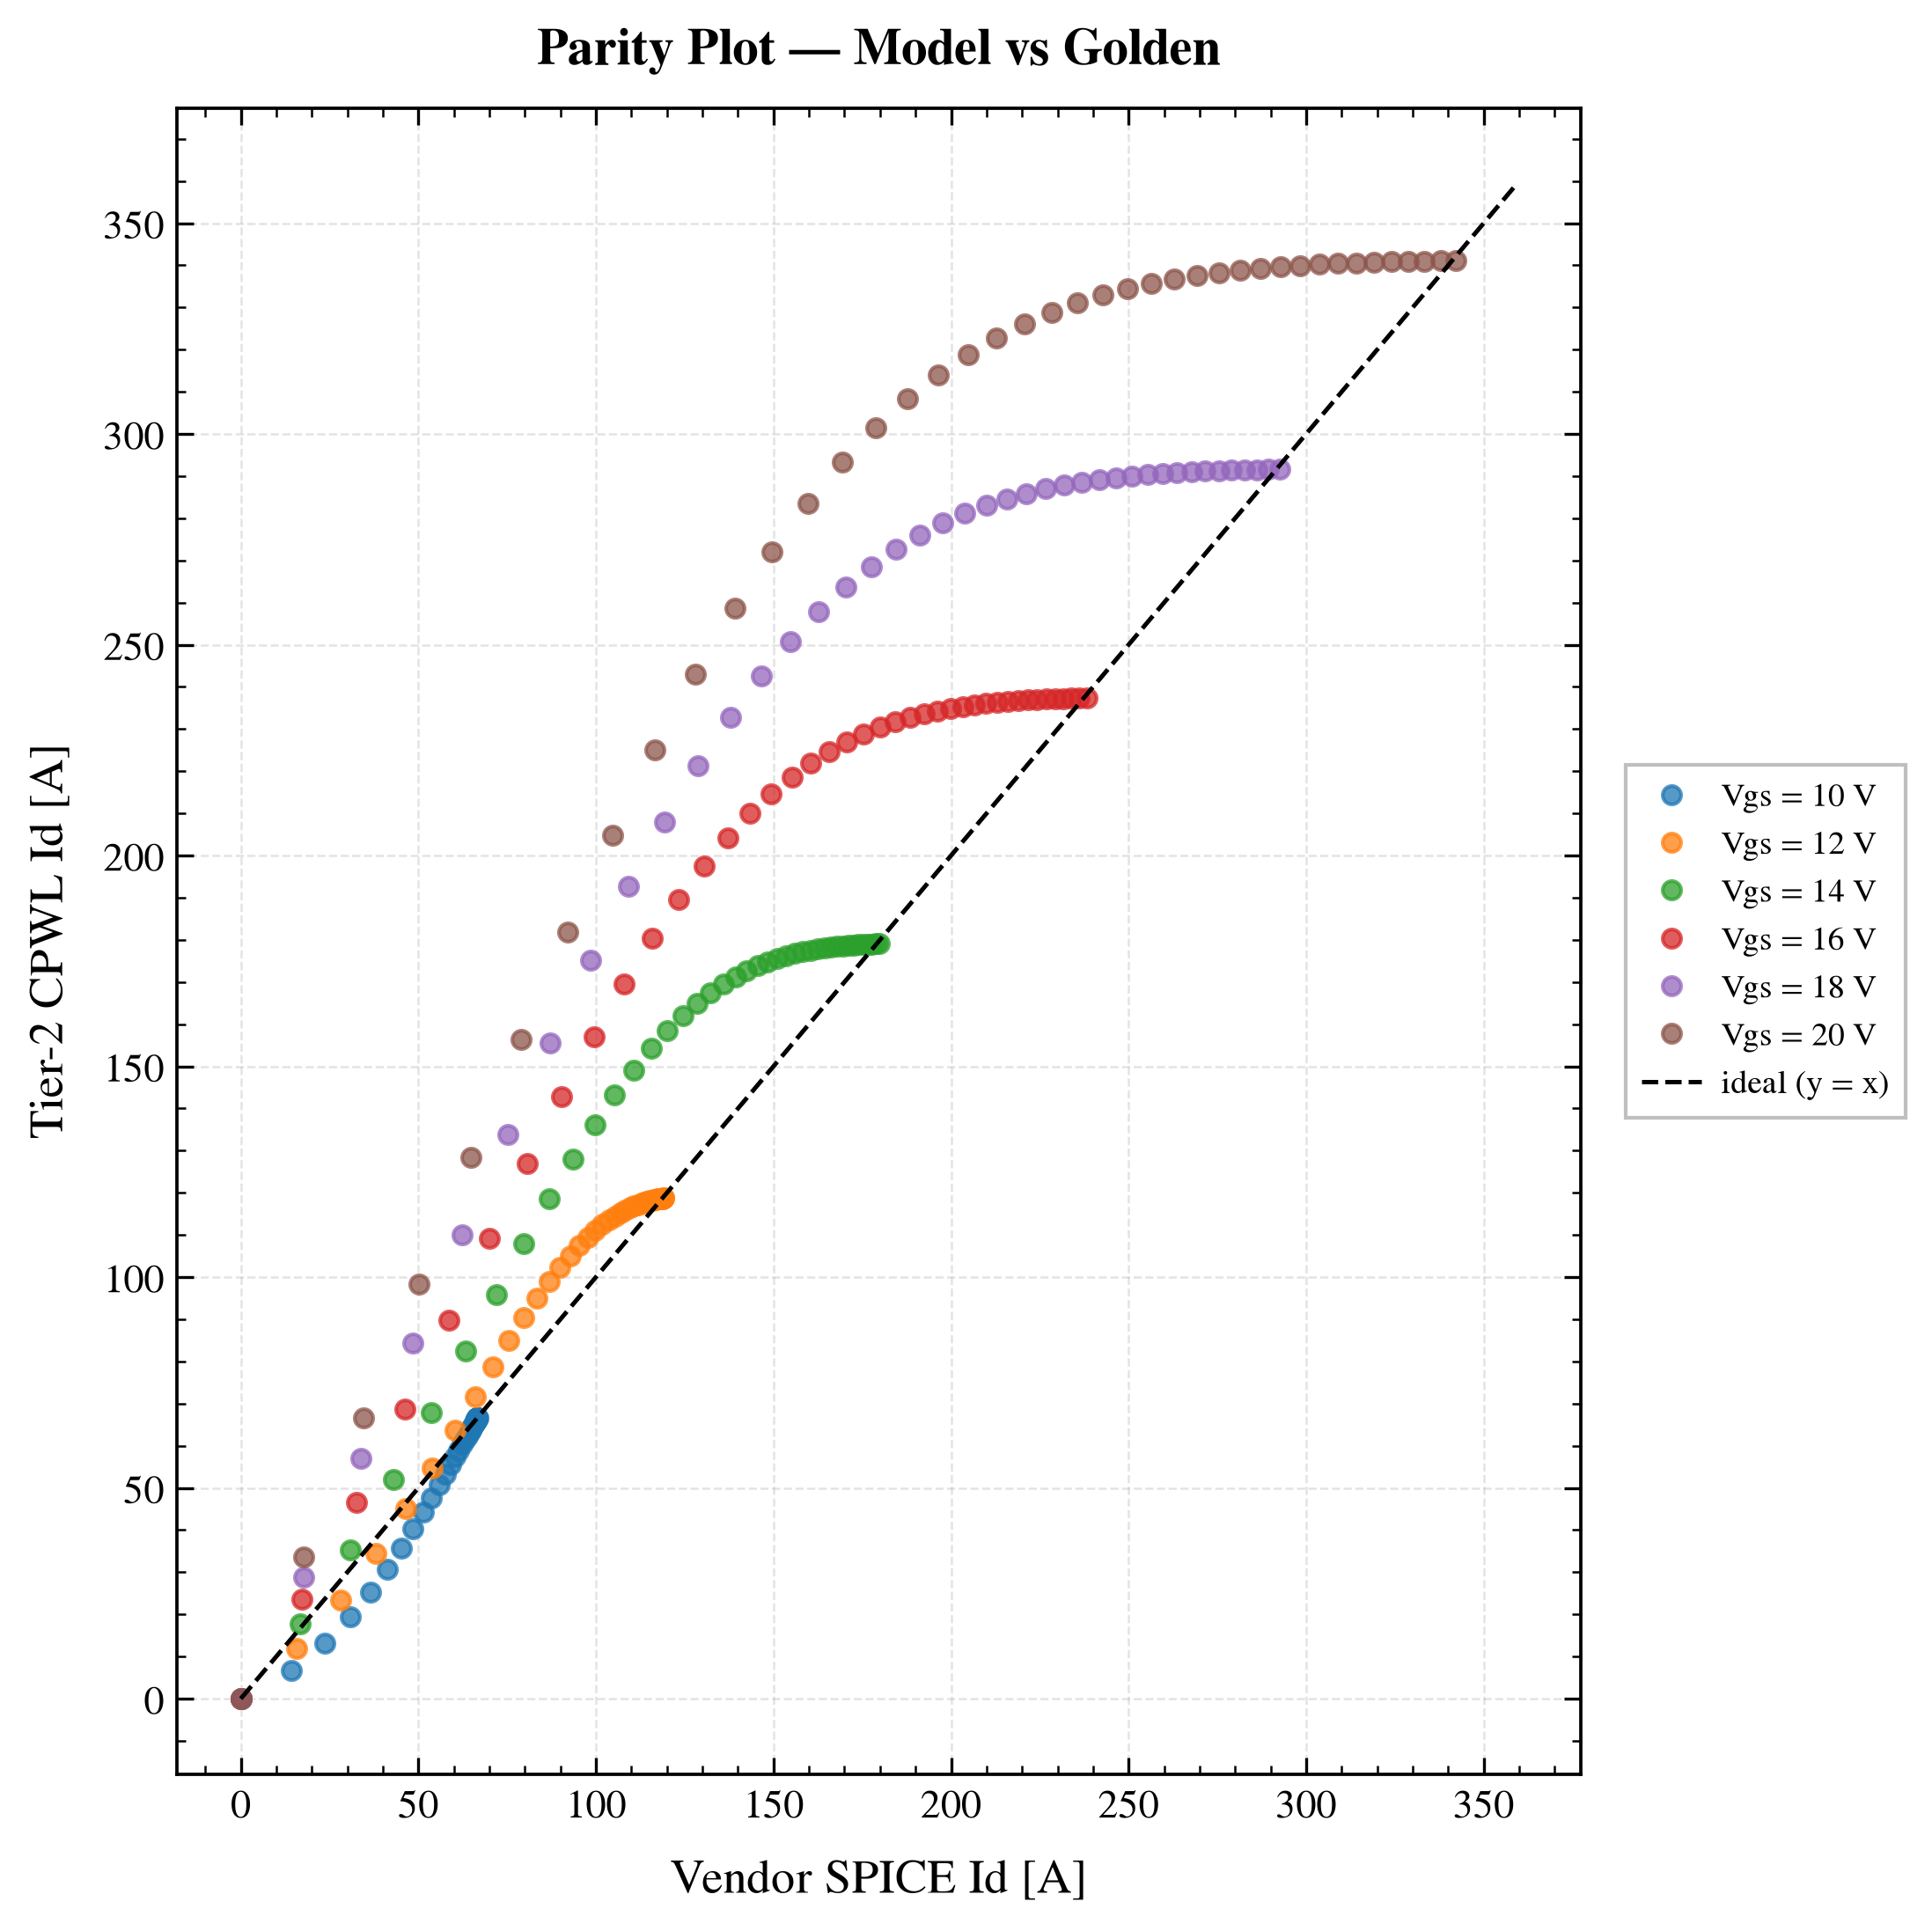 Parity Plot — Model vs Golden
Tier-2 CPWL Id [A]
350
300
250
200
150
100
50
0
0 50 100 150 200 250 300 350
Vendor SPICE Id [A]
Vgs = 10 V
Vgs = 12 V
Vgs = 14 V
Vgs = 16 V
Vgs = 18 V
Vgs = 20 V
ideal (y = x)